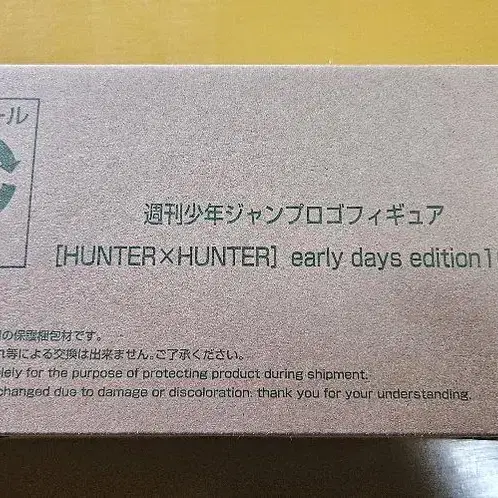 ール
週刊少年ジャンプロゴフィギュア
[HUNTER×HUNTER] early days edition1
の保護梱包材です。
れ等による交換は出来ません。ご了承ください。
lely for the purpose of protecting product during shipment.
changed due to damage or discoloration. thank you for your understanding.